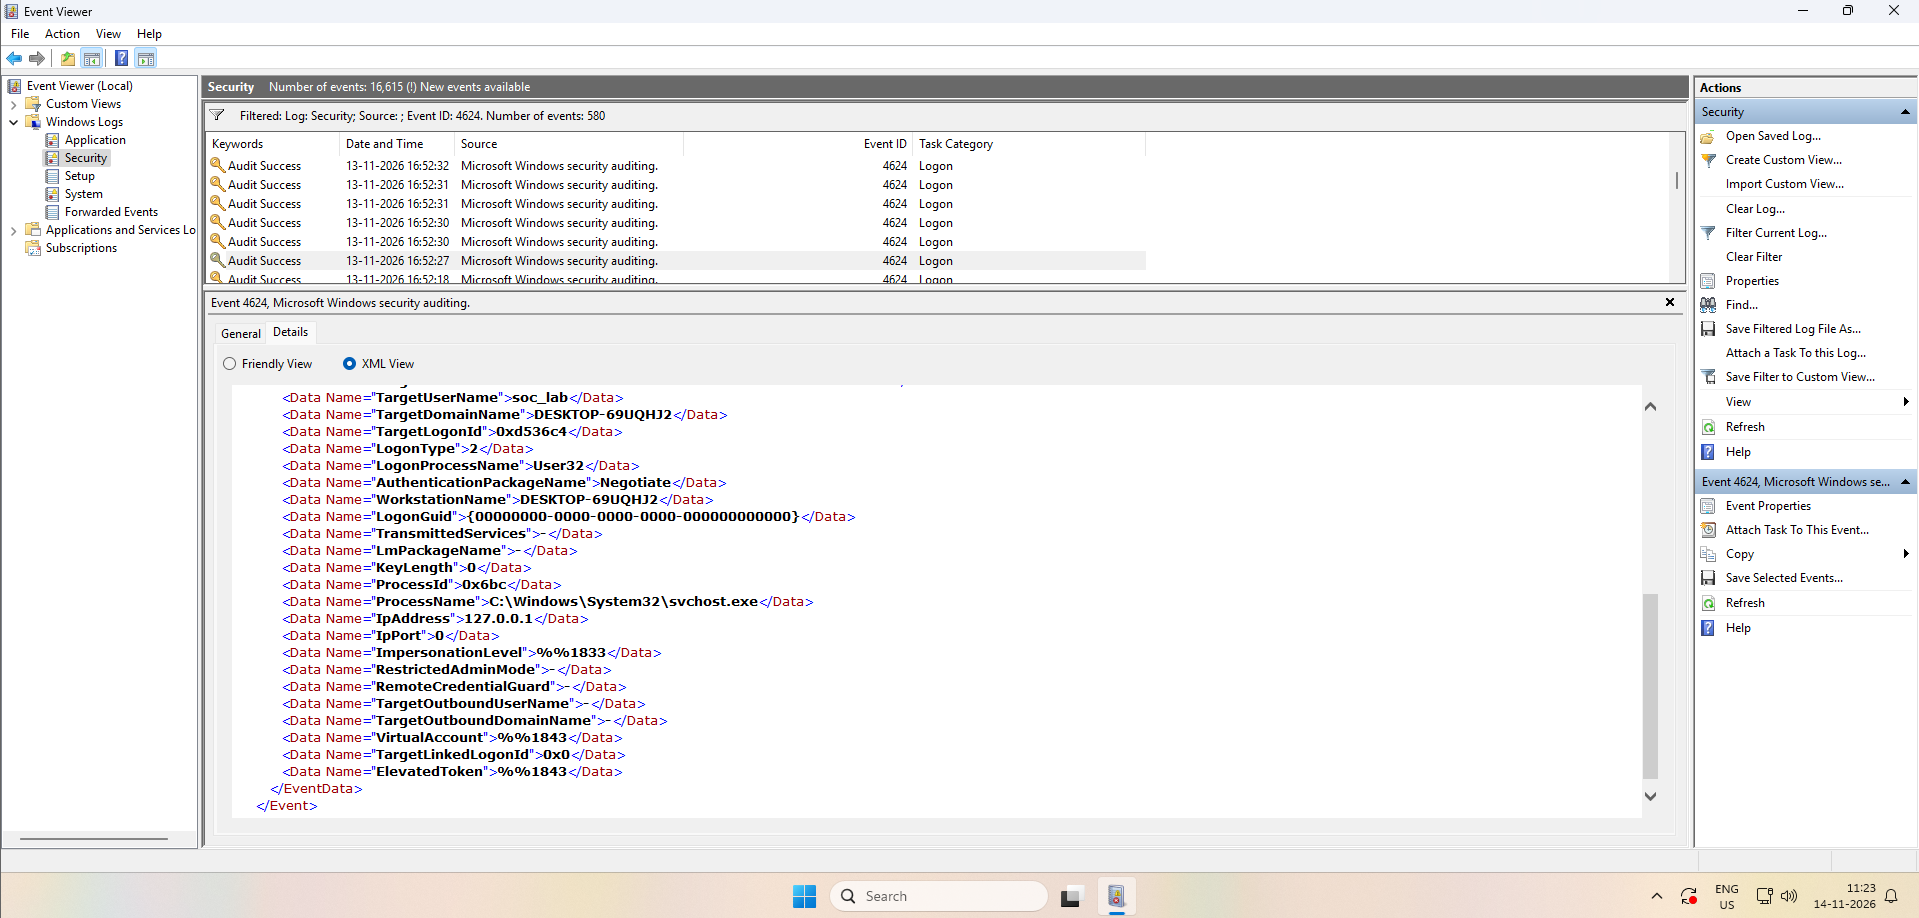 Event Viewer
File Action View Help
Event Viewer (Local)
Custom Views
Windows Logs
Application
Security
Setup
System
Forwarded Events
Applications and Services Lo
Subscriptions
Security Number of events: 16,615 (!) New events available
Filtered: Log: Security; Source: ; Event ID: 4624. Number of events: 580
Keywords Date and Time Source Event ID Task Category
Audit Success 13-11-2026 16:52:32 Microsoft Windows security auditing. 4624 Logon
Audit Success 13-11-2026 16:52:31 Microsoft Windows security auditing. 4624 Logon
Audit Success 13-11-2026 16:52:31 Microsoft Windows security auditing. 4624 Logon
Audit Success 13-11-2026 16:52:30 Microsoft Windows security auditing. 4624 Logon
Audit Success 13-11-2026 16:52:30 Microsoft Windows security auditing. 4624 Logon
Audit Success 13-11-2026 16:52:27 Microsoft Windows security auditing. 4624 Logon
Audit Success 13-11-2026 16:52:18 Microsoft Windows security auditing. 4624 Logon
Event 4624, Microsoft Windows security auditing.
General Details
Friendly View XML View
<Data Name="TargetUserName">soc_lab</Data>
<Data Name="TargetDomainName">DESKTOP-69UQHJ2</Data>
<Data Name="TargetLogonId">0xd536c4</Data>
<Data Name="LogonType">2</Data>
<Data Name="LogonProcessName">User32</Data>
<Data Name="AuthenticationPackageName">Negotiate</Data>
<Data Name="WorkstationName">DESKTOP-69UQHJ2</Data>
<Data Name="LogonGuid">{00000000-0000-0000-0000-000000000000}</Data>
<Data Name="TransmittedServices">-</Data>
<Data Name="LmPackageName">-</Data>
<Data Name="KeyLength">0</Data>
<Data Name="ProcessId">0x6bc</Data>
<Data Name="ProcessName">C:\Windows\System32\svchost.exe</Data>
<Data Name="IpAddress">127.0.0.1</Data>
<Data Name="IpPort">0</Data>
<Data Name="ImpersonationLevel">%%1833</Data>
<Data Name="RestrictedAdminMode">-</Data>
<Data Name="RemoteCredentialGuard">-</Data>
<Data Name="TargetOutboundUserName">-</Data>
<Data Name="TargetOutboundDomainName">-</Data>
<Data Name="VirtualAccount">%%1843</Data>
<Data Name="TargetLinkedLogonId">0x0</Data>
<Data Name="ElevatedToken">%%1843</Data>
</EventData>
</Event>
Actions
Security
Open Saved Log...
Create Custom View...
Import Custom View...
Clear Log...
Filter Current Log...
Clear Filter
Properties
Find...
Save Filtered Log File As...
Attach a Task To this Log...
Save Filter to Custom View...
View
Refresh
Help
Event 4624, Microsoft Windows se...
Event Properties
Attach Task To This Event...
Copy
Save Selected Events...
Refresh
Help
Search
ENG
US
11:23
14-11-2026